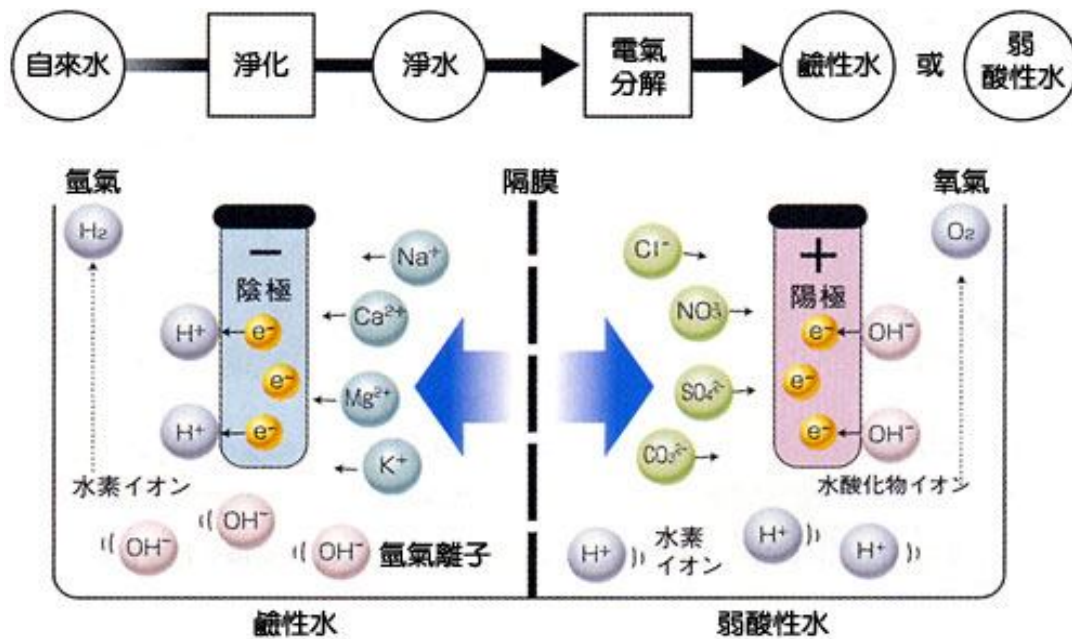 自來水
淨化
淨水
電氣
分解
鹼性水
或
弱
酸性水
氫氣
隔膜
氧氣
H₂
−
陰極
Na⁺
Ca²⁺
Mg²⁺
K⁺
H⁺
e⁻
e⁻
H⁺
e⁻
Cl⁻
NO₃⁻
SO₄²⁻
CO₃²⁻
+
陽極
O₂
e⁻
OH⁻
e⁻
e⁻
OH⁻
水素イオン
水酸化物イオン
OH⁻
OH⁻
OH⁻
氫氣離子
H⁺
水素
イオン
H⁺
H⁺
鹼性水
弱酸性水